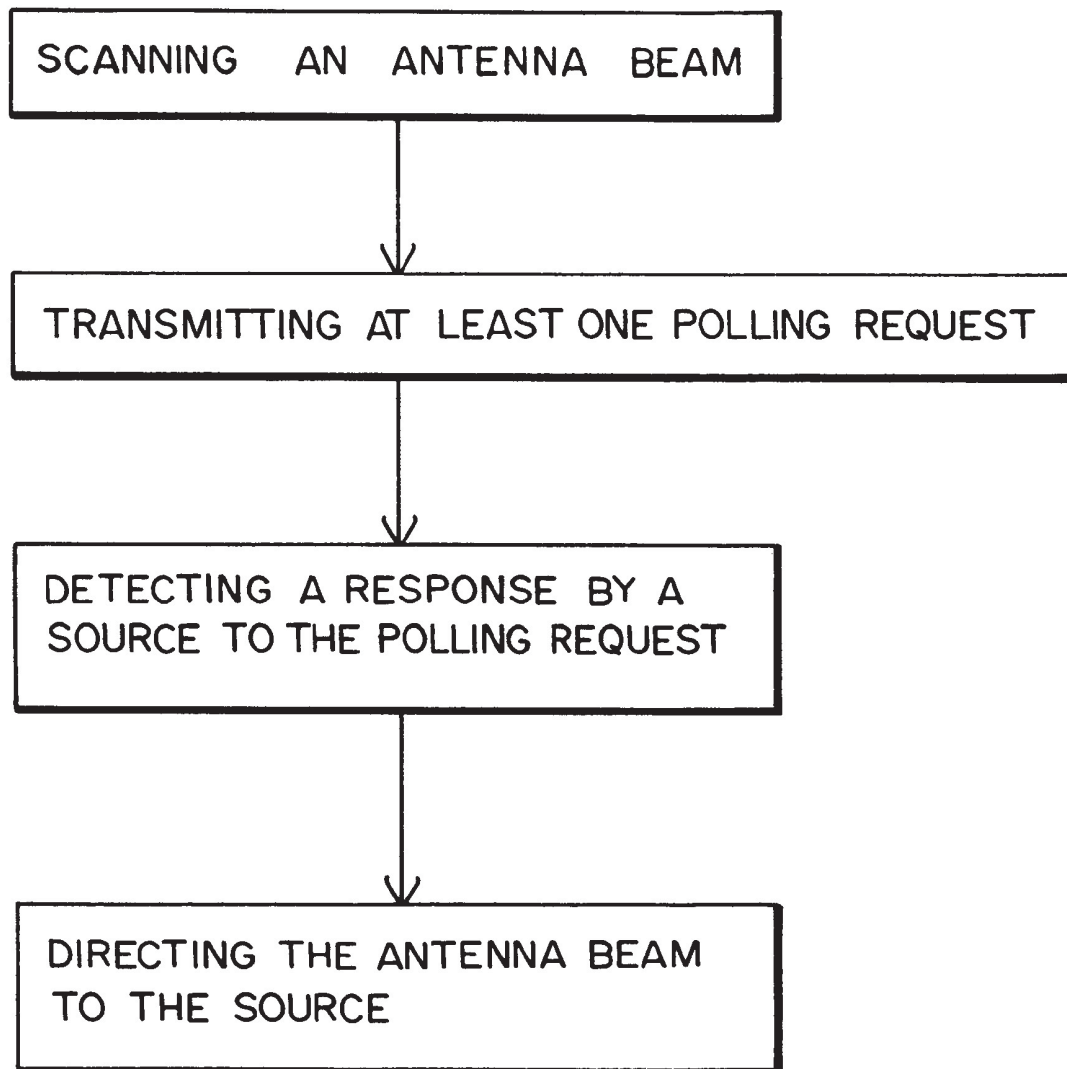 SCANNING AN ANTENNA BEAM
TRANSMITTING AT LEAST ONE POLLING REQUEST
DETECTING A RESPONSE BY A
SOURCE TO THE POLLING REQUEST
DIRECTING THE ANTENNA BEAM
TO THE SOURCE